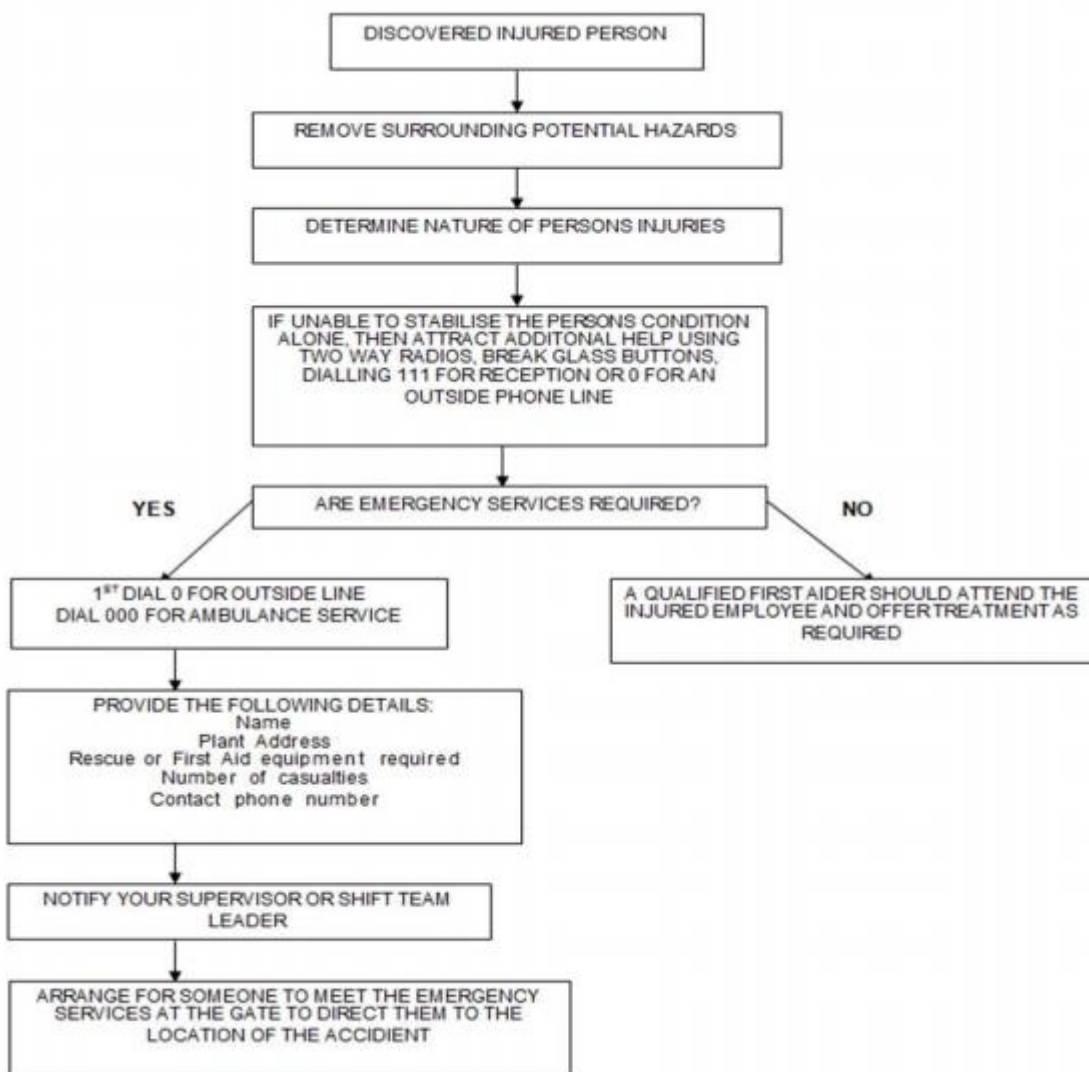 DISCOVERED INJURED PERSON
REMOVE SURROUNDING POTENTIAL HAZARDS
DETERMINE NATURE OF PERSONS INJURIES
IF UNABLE TO STABILISE THE PERSONS CONDITION
ALONE, THEN ATTRACT ADDITONAL HELP USING
TWO WAY RADIOS, BREAK GLASS BUTTONS,
DIALLING 111 FOR RECEPTION OR 0 FOR AN
OUTSIDE PHONE LINE
ARE EMERGENCY SERVICES REQUIRED?
YES
NO
1ST DIAL 0 FOR OUTSIDE LINE
DIAL 000 FOR AMBULANCE SERVICE
A QUALIFIED FIRST AIDER SHOULD ATTEND THE
INJURED EMPLOYEE AND OFFER TREATMENT AS
REQUIRED
PROVIDE THE FOLLOWING DETAILS:
Name
Plant Address
Rescue or First Aid equipment required
Number of casualties
Contact phone number
NOTIFY YOUR SUPERVISOR OR SHIFT TEAM
LEADER
ARRANGE FOR SOMEONE TO MEET THE EMERGENCY
SERVICES AT THE GATE TO DIRECT THEM TO THE
LOCATION OF THE ACCIDIENT